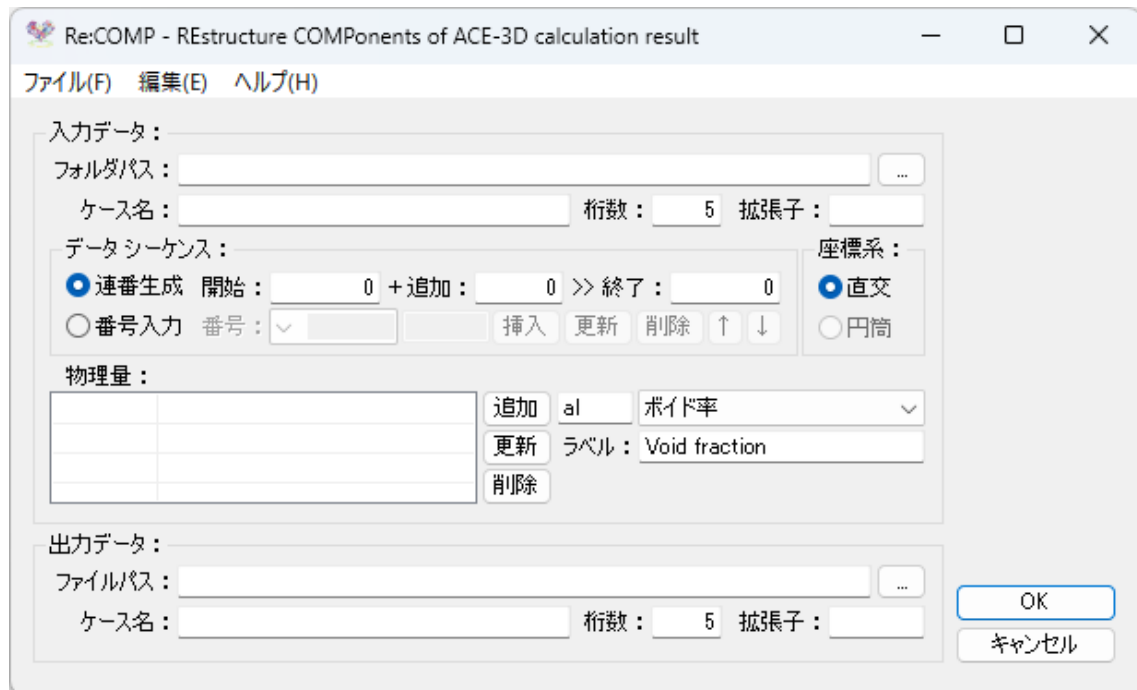 Re:COMP - REstructure COMPonents of ACE-3D calculation result
ファイル(F) 編集(E) ヘルプ(H)
入力データ：
フォルダパス： ...
ケース名： 桁数： 5 拡張子：
データ シーケンス： 座標系：
連番生成 開始： 0 +追加： 0 >> 終了： 0 直交
番号入力 番号： 挿入 更新 削除 ↑ ↓ 円筒
物理量：
追加 al ボイド率
更新 ラベル： Void fraction
削除
出力データ：
ファイルパス： ...
ケース名： 桁数： 5 拡張子：
OK
キャンセル